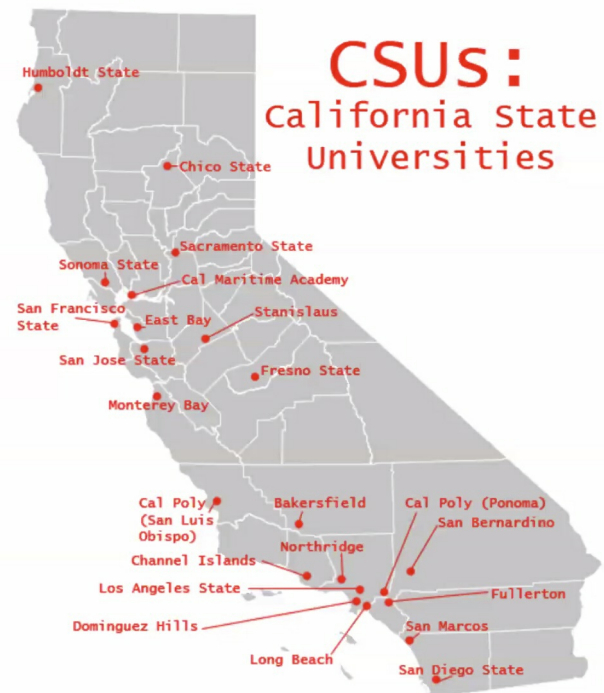 CSUs:
California State
Universities
Humboldt State
Chico State
Sacramento State
Sonoma State
Cal Maritime Academy
San Francisco
State
East Bay
Stanislaus
San Jose State
Fresno State
Monterey Bay
Cal Poly
(San Luis
Obispo)
Bakersfield
Cal Poly (Ponoma)
San Bernardino
Northridge
Channel Islands
Los Angeles State
Fullerton
Dominguez Hills
San Marcos
Long Beach
San Diego State